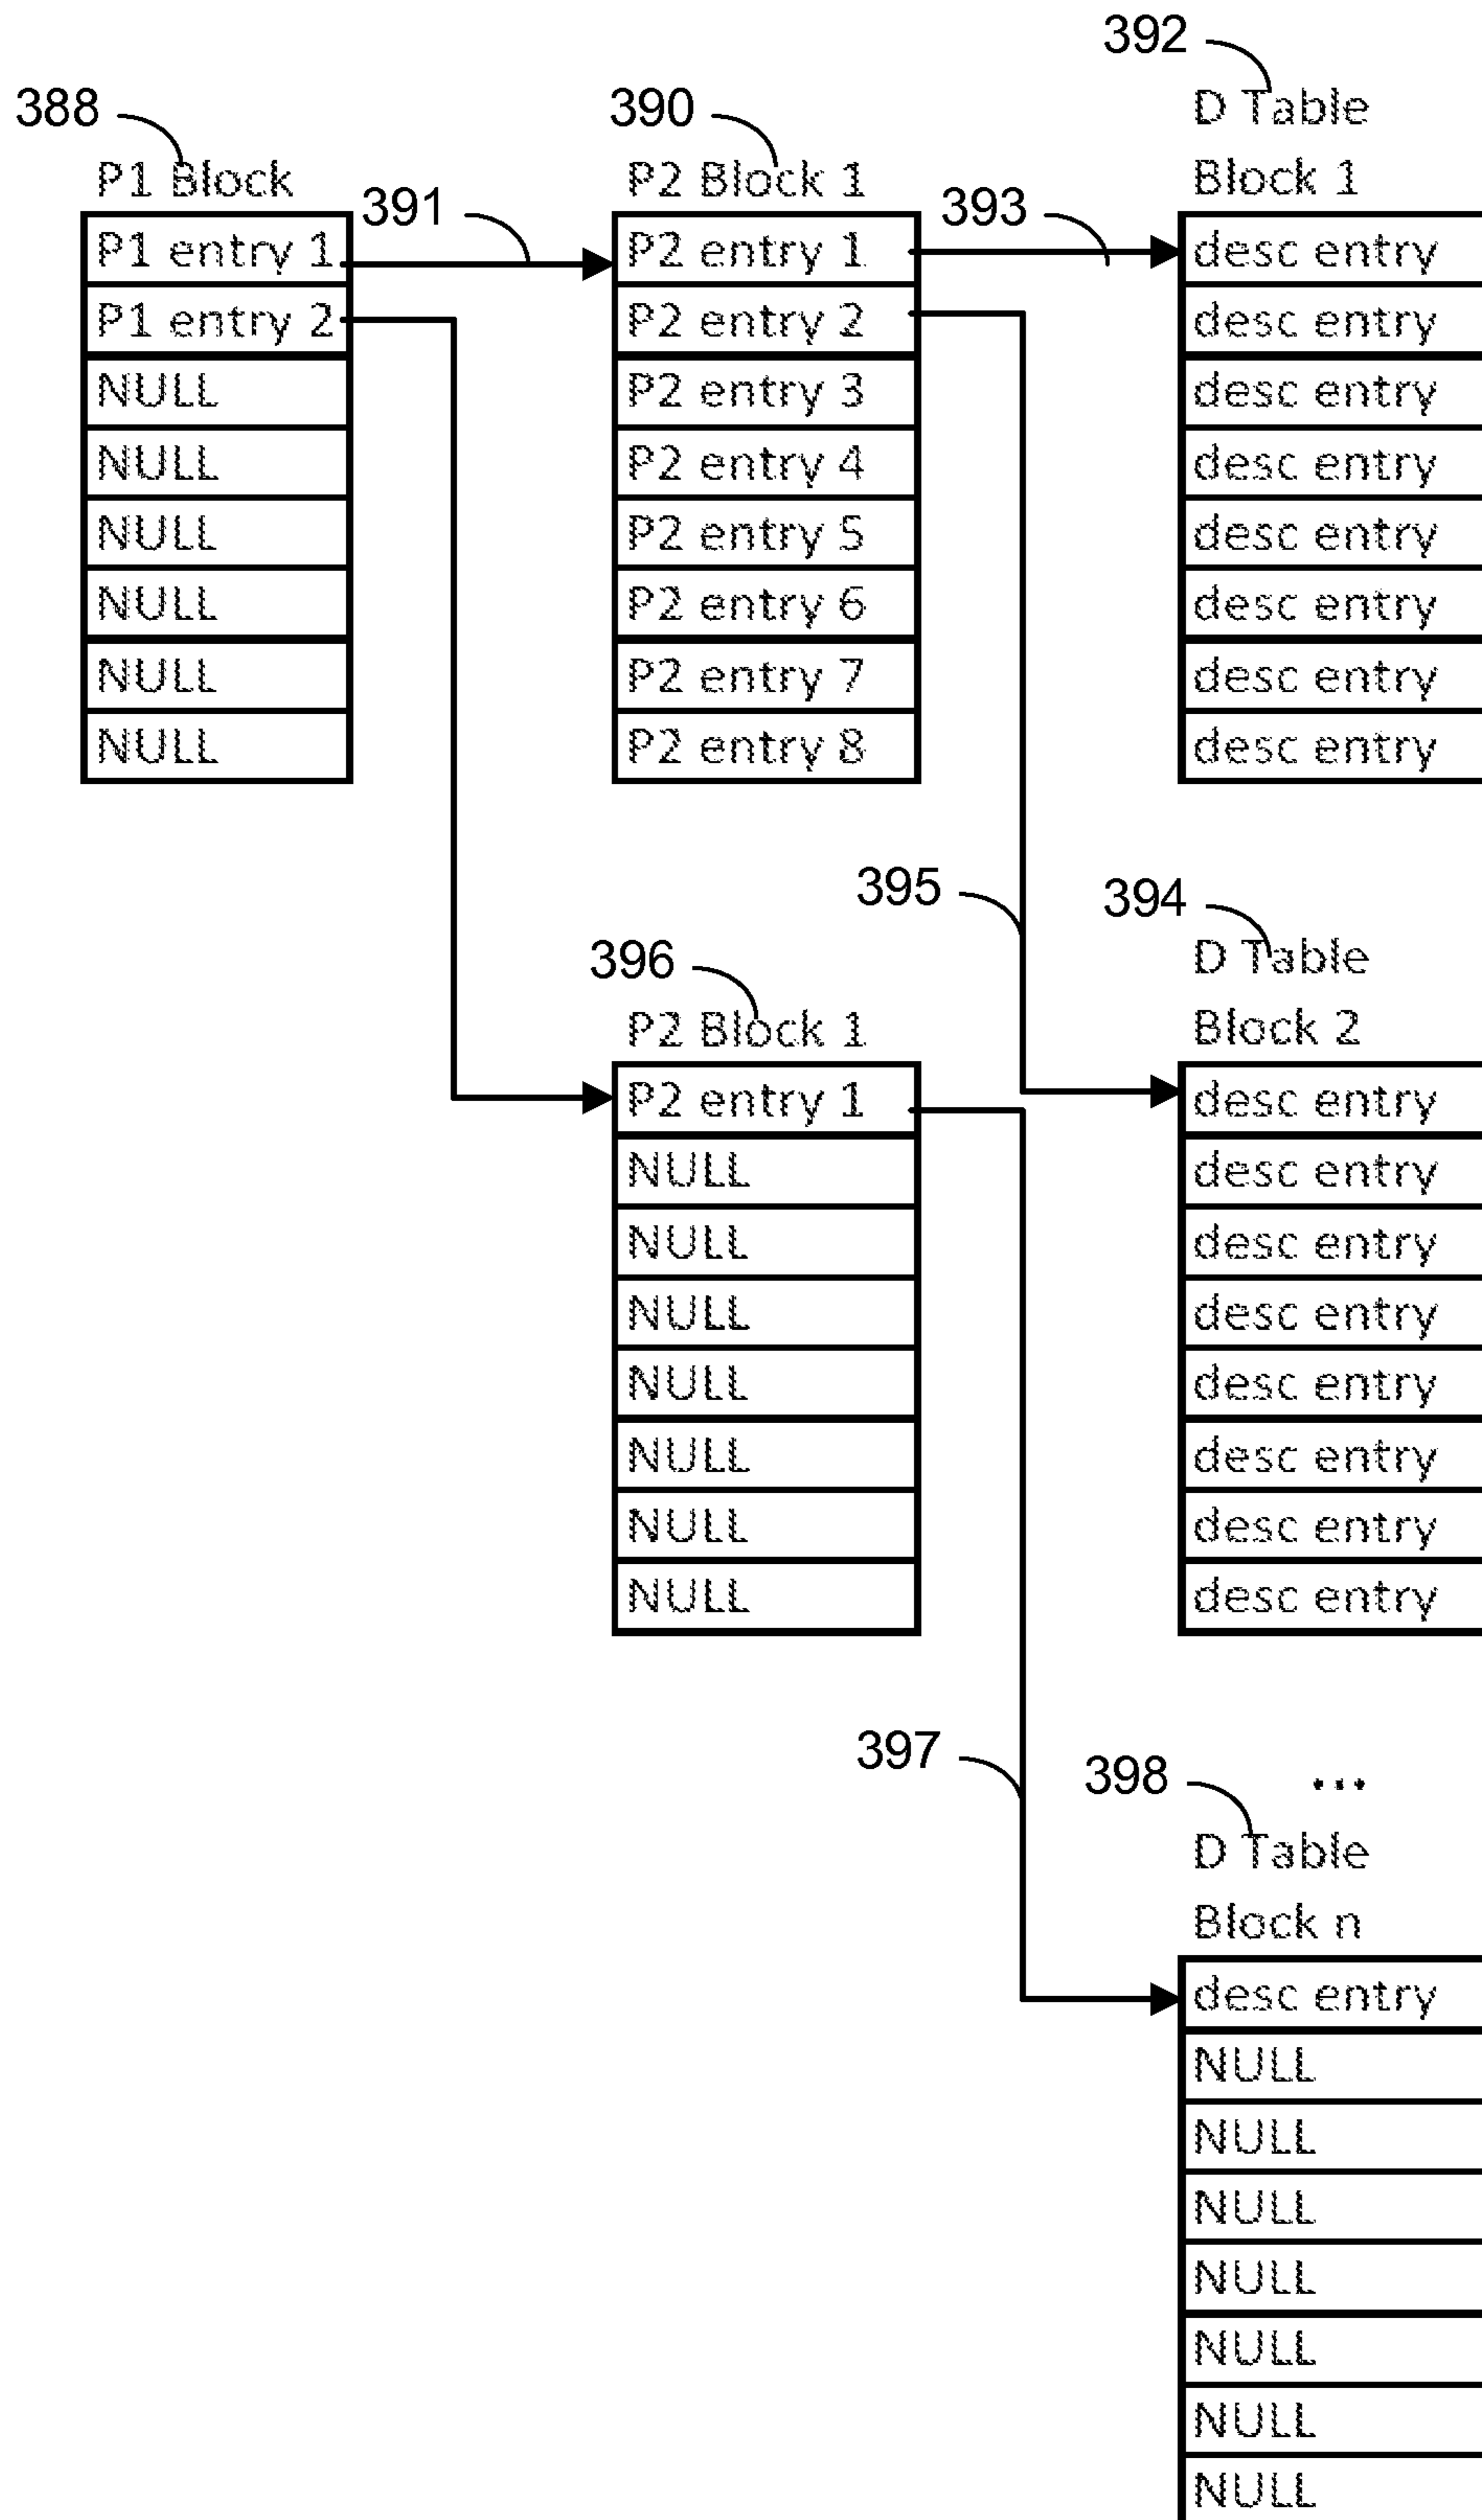 388
P1 Block
P1 entry 1
P1 entry 2
NULL
NULL
NULL
NULL
NULL
NULL
391
390
P2 Block 1
P2 entry 1
P2 entry 2
P2 entry 3
P2 entry 4
P2 entry 5
P2 entry 6
P2 entry 7
P2 entry 8
393
392
D Table
Block 1
desc entry
desc entry
desc entry
desc entry
desc entry
desc entry
desc entry
desc entry
395
396
P2 Block 1
P2 entry 1
NULL
NULL
NULL
NULL
NULL
NULL
NULL
394
D Table
Block 2
desc entry
desc entry
desc entry
desc entry
desc entry
desc entry
desc entry
desc entry
397
398
...
D Table
Block n
desc entry
NULL
NULL
NULL
NULL
NULL
NULL
NULL